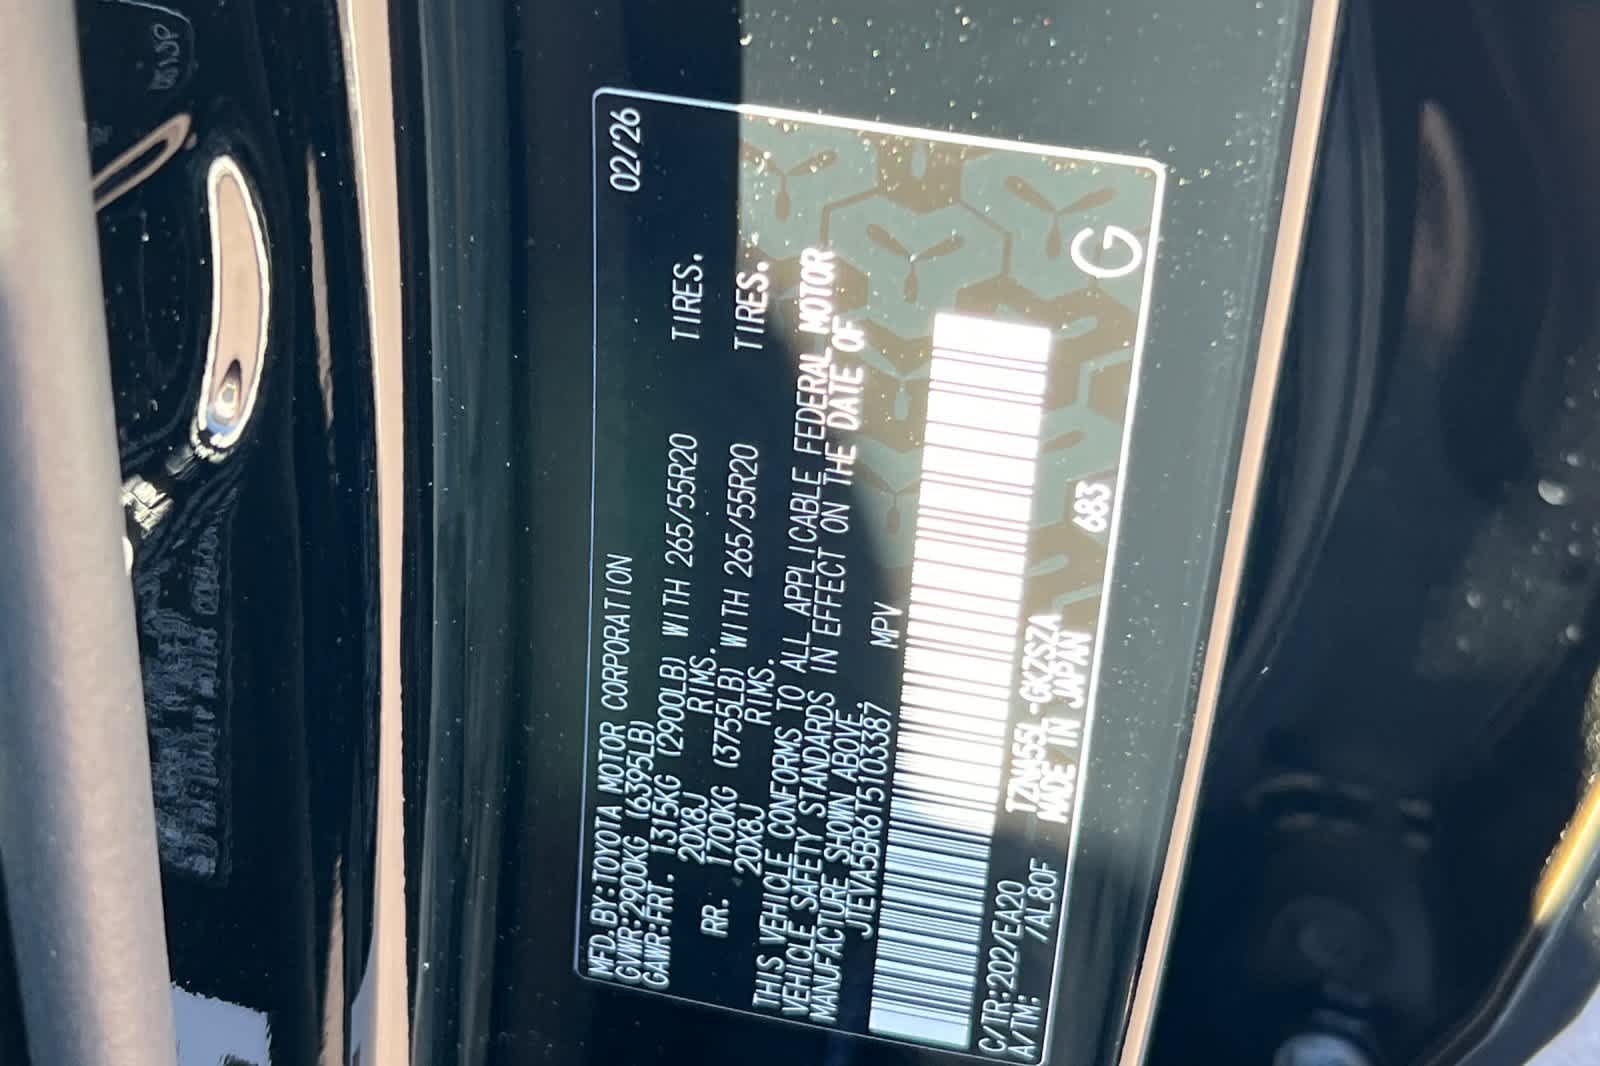 MFD.BY:TOYOTA MOTOR CORPORATION 02/26
GVWR:2900KG (6395LB)
GAWR:FRT. 1315KG (2900LB) WITH 265/55R20 TIRES.
20X8J RIMS.
RR. 1700KG (3755LB) WITH 265/55R20 TIRES.
20X8J RIMS.
THIS VEHICLE CONFORMS TO ALL APPLICABLE FEDERAL MOTOR
VEHICLE SAFETY STANDARDS IN EFFECT ON THE DATE OF
MANUFACTURE SHOWN ABOVE.
JTEVA5BR6T5103387 MPV
C/TR:202/EA20 TZNA55L-GKZSZA
A/TM: /AL80F MADE IN JAPAN 683 G